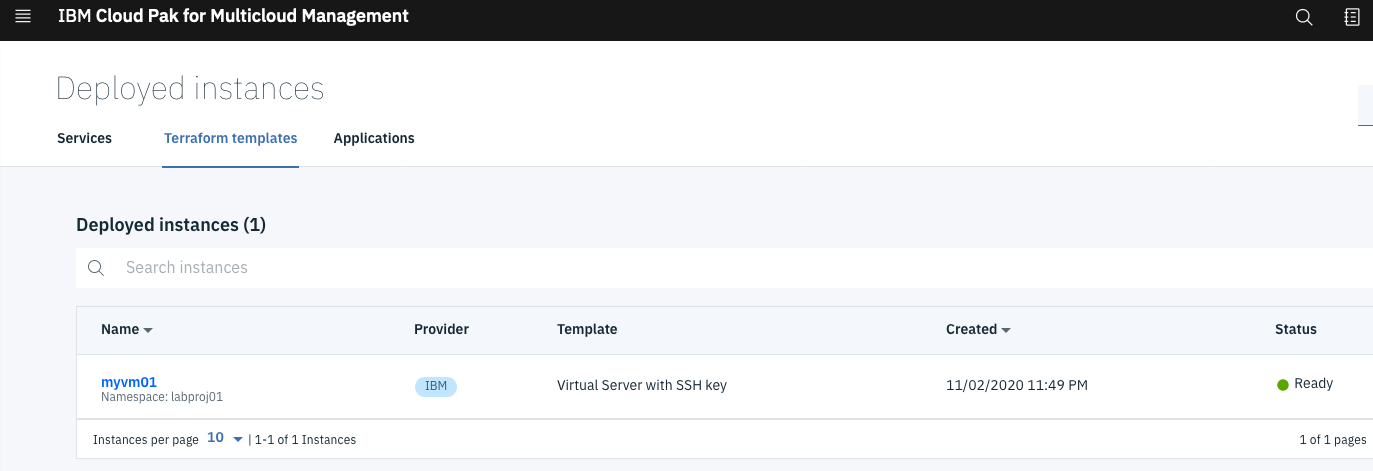 IBM Cloud Pak for Multicloud Management
Deployed instances
Services Terraform templates Applications
Deployed instances (1)
Search instances
Name Provider Template Created Status
myvm01 IBM Virtual Server with SSH key 11/02/2020 11:49 PM Ready
Namespace: labproj01
Instances per page 10 | 1-1 of 1 Instances 1 of 1 pages